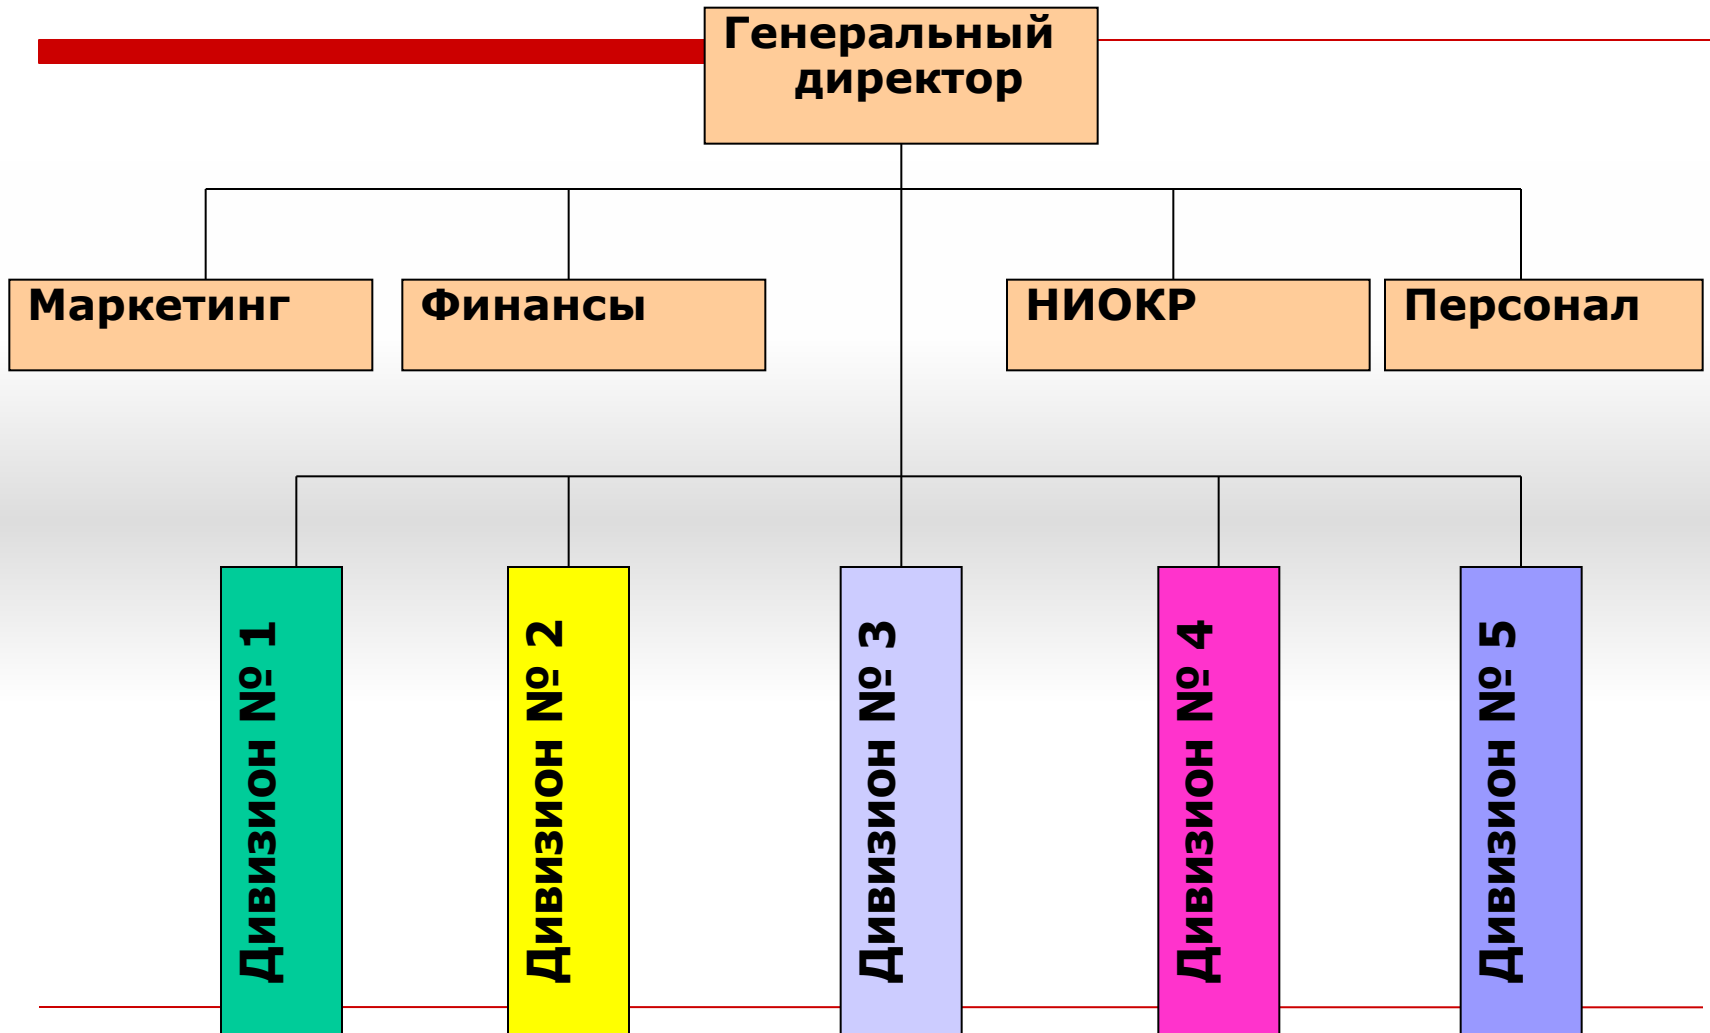 Генеральный
директор
Маркетинг
Финансы
НИОКР
Персонал
Дивизион № 1
Дивизион № 2
Дивизион № 3
Дивизион № 4
Дивизион № 5